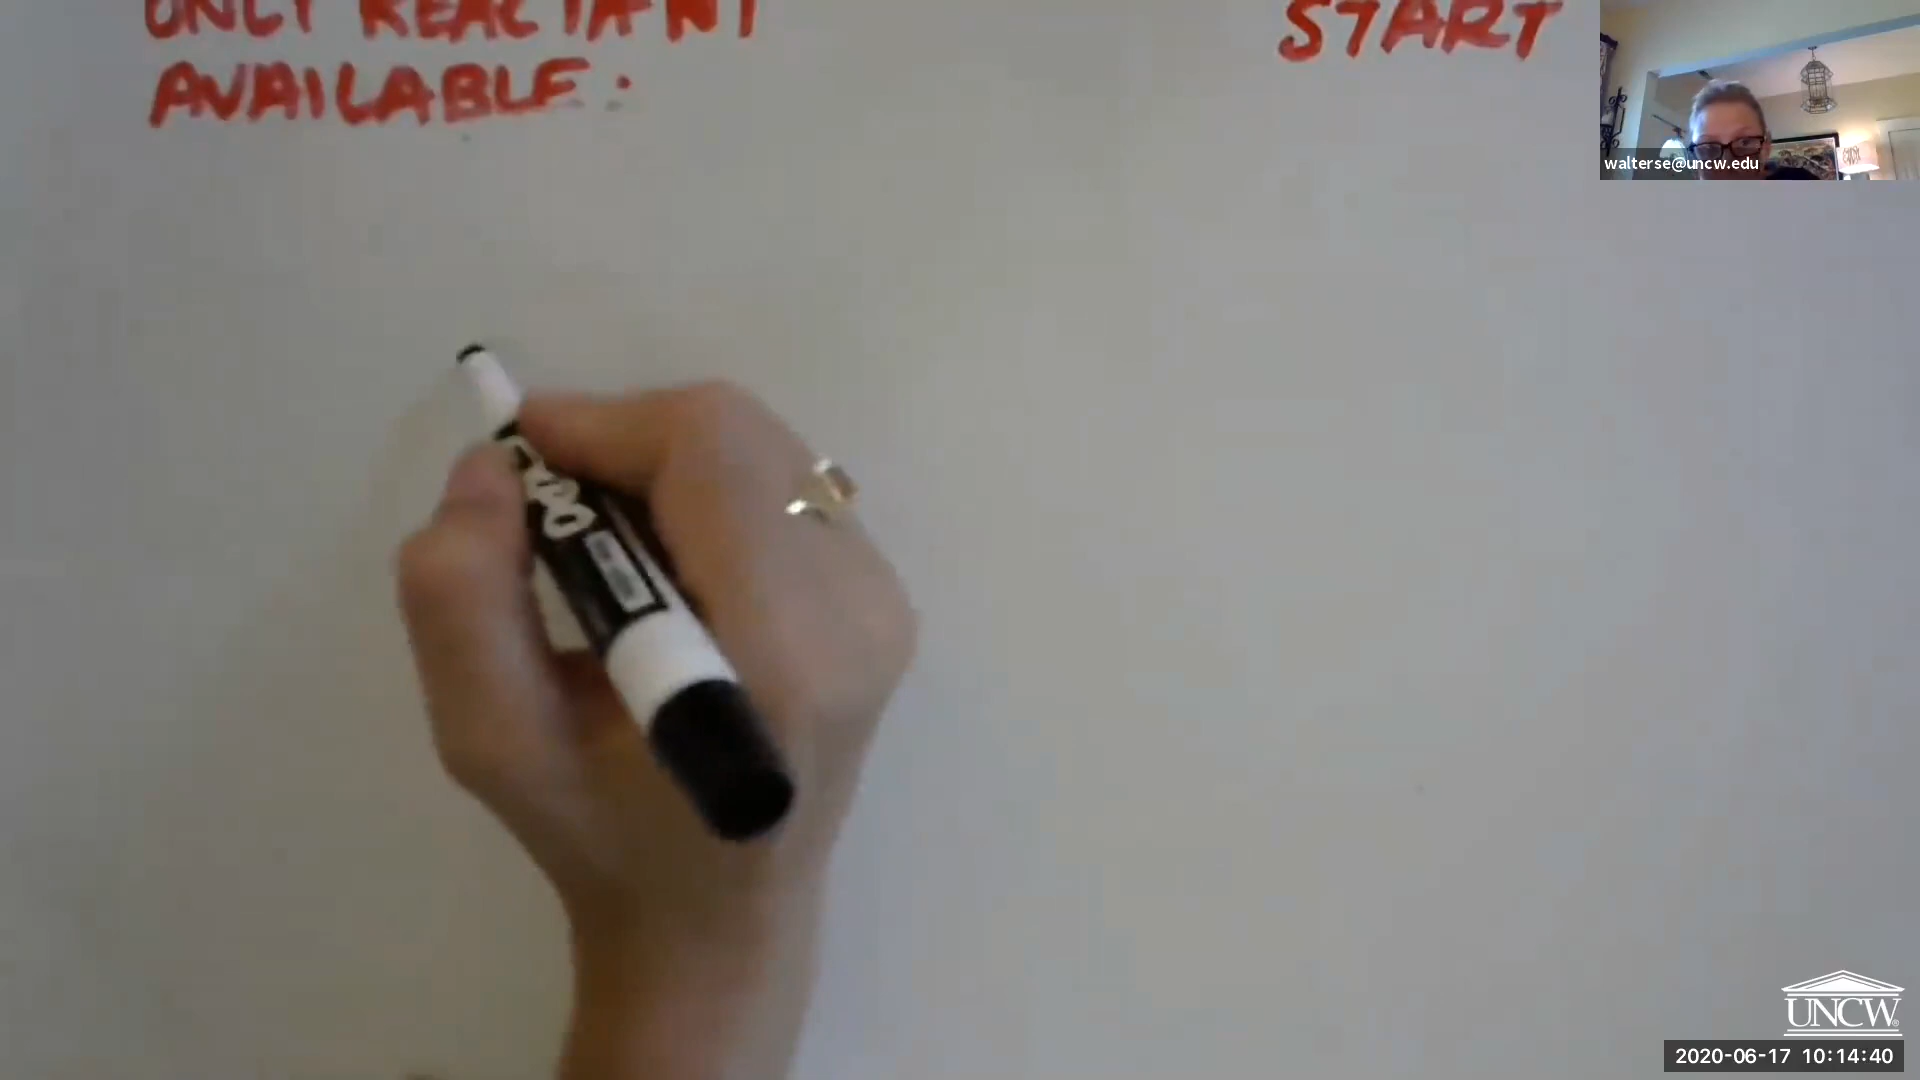 ONLY REACTANT
AVAILABLE:
START
walterse@uncw.edu
UNCW
2020-06-17 10:14:40